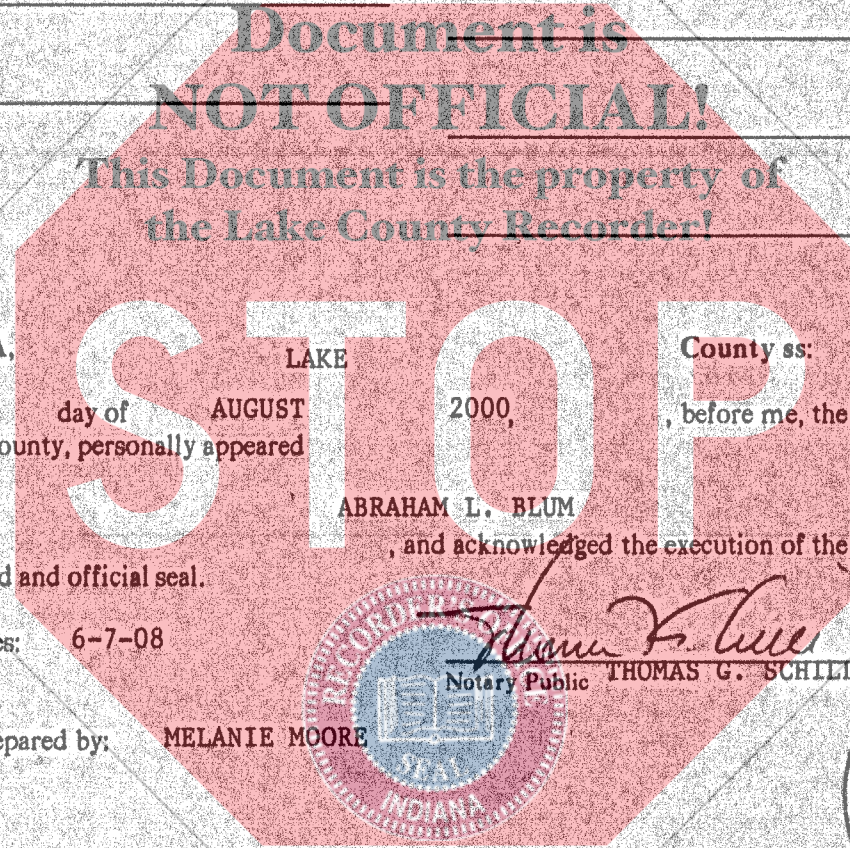 Document is
NOT OFFICIAL!
This Document is the property of
the Lake County Recorder!
STOP
A, LAKE County ss:
day of AUGUST 2000, , before me, the
ounty, personally appeared
ABRAHAM L. BLUM
, and acknowledged the execution of the
d and official seal.
es: 6-7-08
Notary Public THOMAS G. SCHILL
epared by: MELANIE MOORE
RECORDER'S OFFICE
SEAL
INDIANA